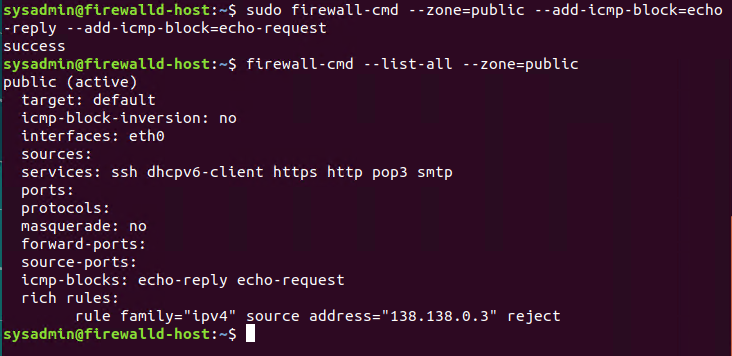 sysadmin@firewalld-host:~$ sudo firewall-cmd --zone=public --add-icmp-block=echo
-reply --add-icmp-block=echo-request
success
sysadmin@firewalld-host:~$ firewall-cmd --list-all --zone=public
public (active)
  target: default
  icmp-block-inversion: no
  interfaces: eth0
  sources:
  services: ssh dhcpv6-client https http pop3 smtp
  ports:
  protocols:
  masquerade: no
  forward-ports:
  source-ports:
  icmp-blocks: echo-reply echo-request
  rich rules:
        rule family="ipv4" source address="138.138.0.3" reject
sysadmin@firewalld-host:~$